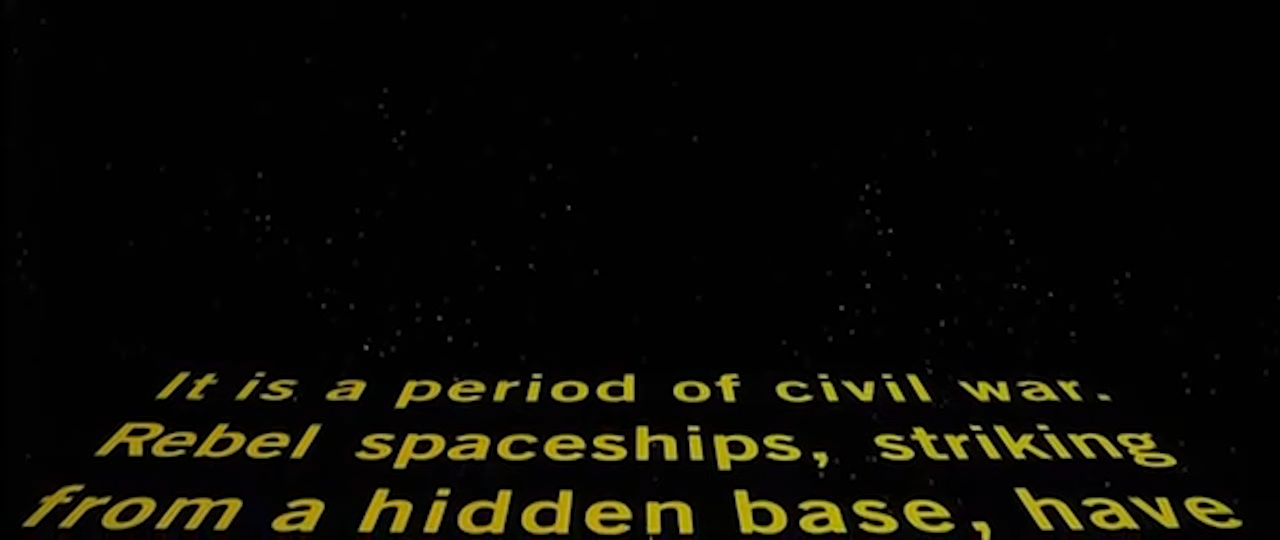 It is a period of civil war.
Rebel spaceships, striking
from a hidden base, have